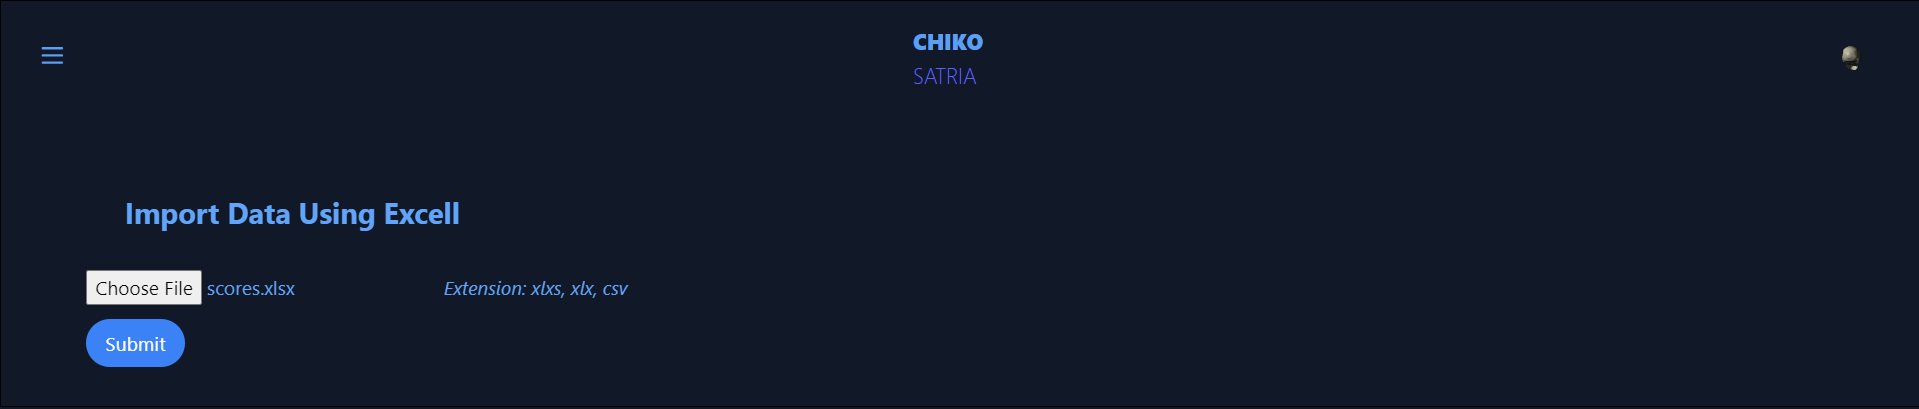 CHIKO
SATRIA
Import Data Using Excell
Choose File scores.xlsx Extension: xlxs, xlx, csv
Submit